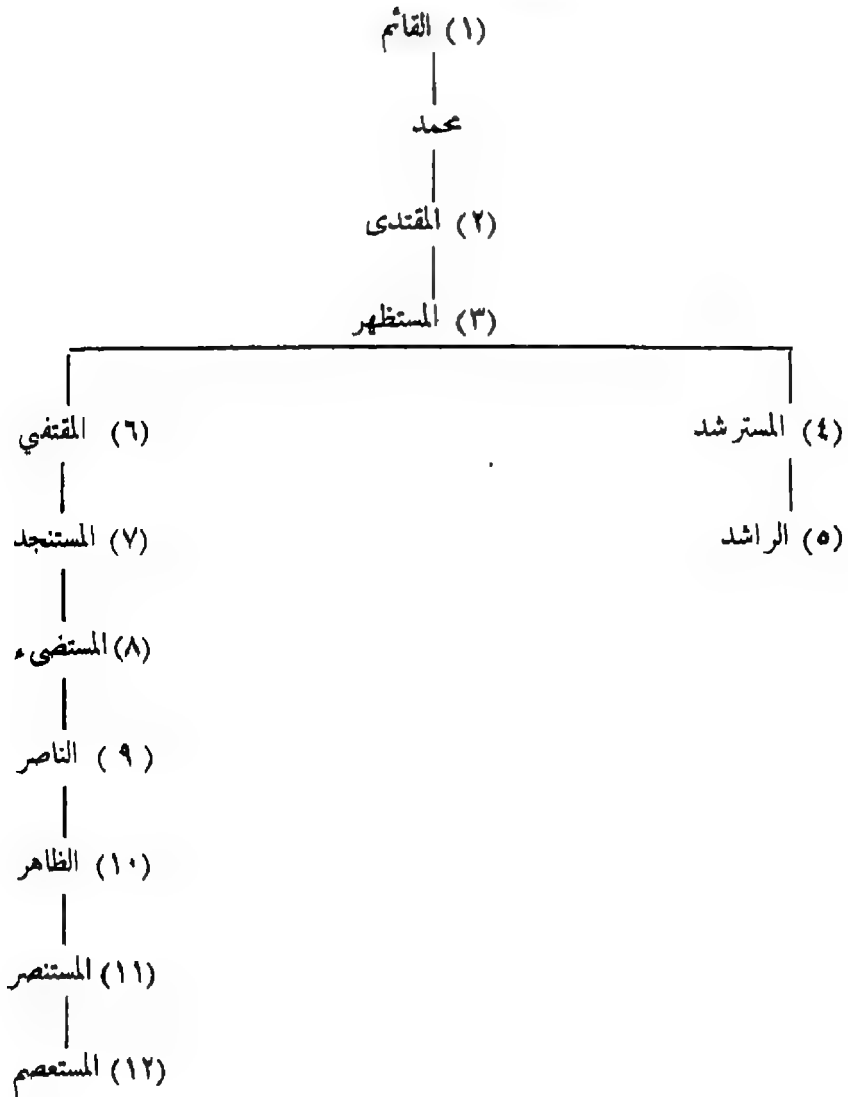 (١) القائم
محمد
(٢) المقتدى
(٣) المستظهر
(٤) المسترشد
(٦) المقتفي
(٥) الراشد
(٧) المستنجد
(٨) المستضىء
(٩) الناصر
(١٠) الظاهر
(١١) المستنصر
(١٢) المستعصم